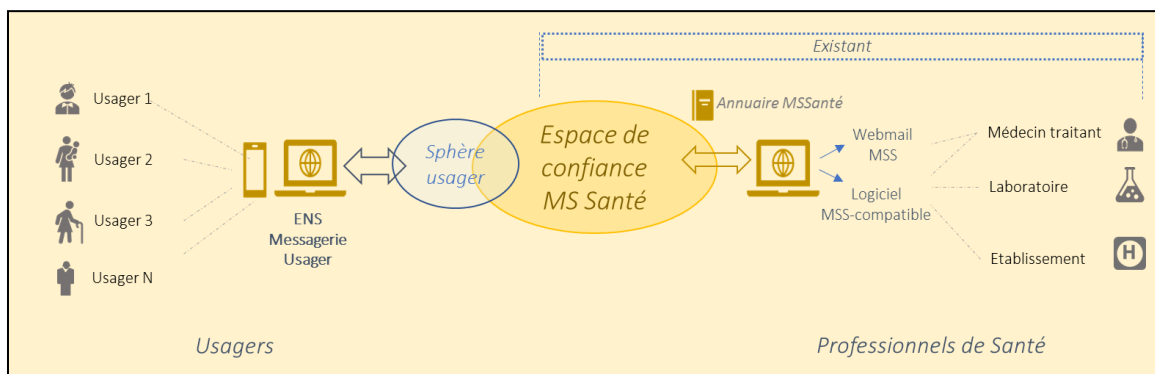 Existant
Annuaire MSSanté
Usager 1
Usager 2
Usager 3
Usager N
ENS
Messagerie
Usager
Sphère
usager
Espace de
confiance
MS Santé
Webmail
MSS
Logiciel
MSS-compatible
Médecin traitant
Laboratoire
Etablissement
H
Usagers
Professionnels de Santé